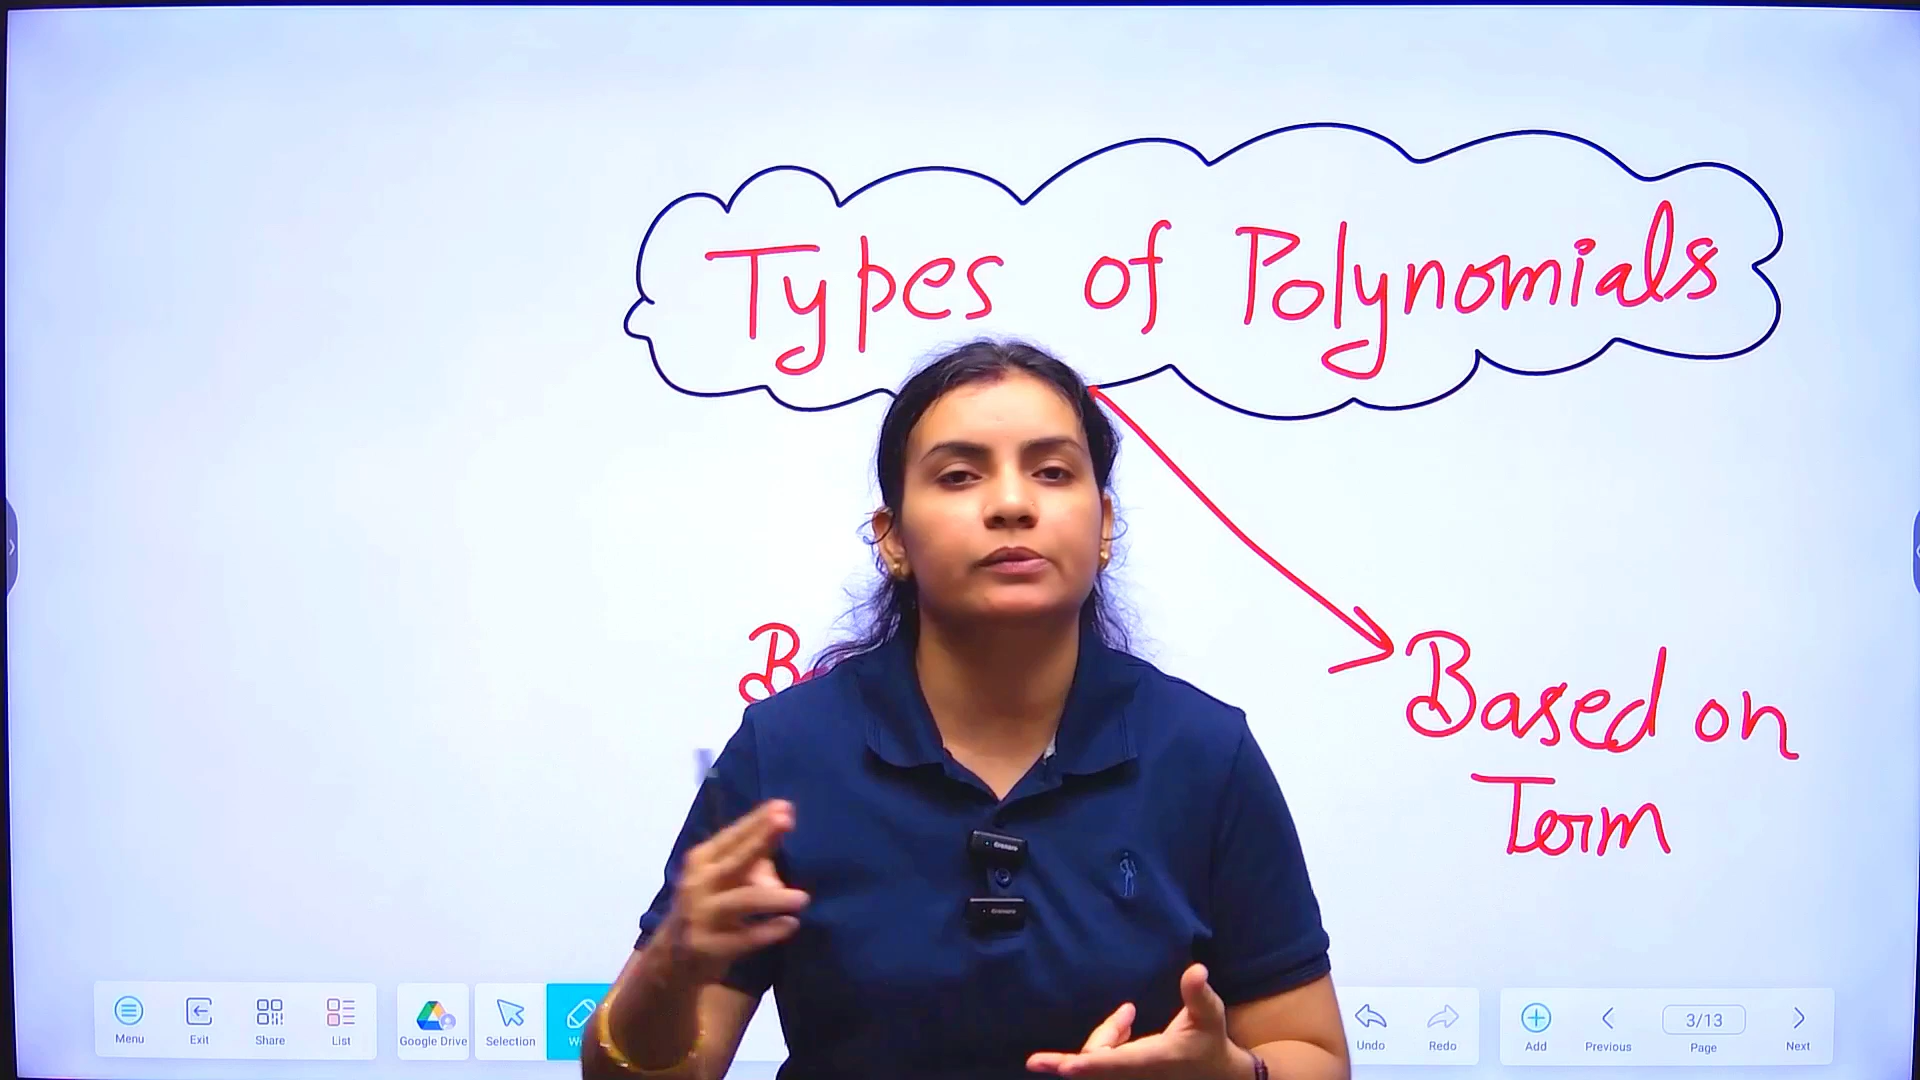 Types of Polynomials
Based on
Term
Menu
Exit
Share
List
Google Drive
Selection
Undo
Redo
Add
Previous
3/13
Page
Next